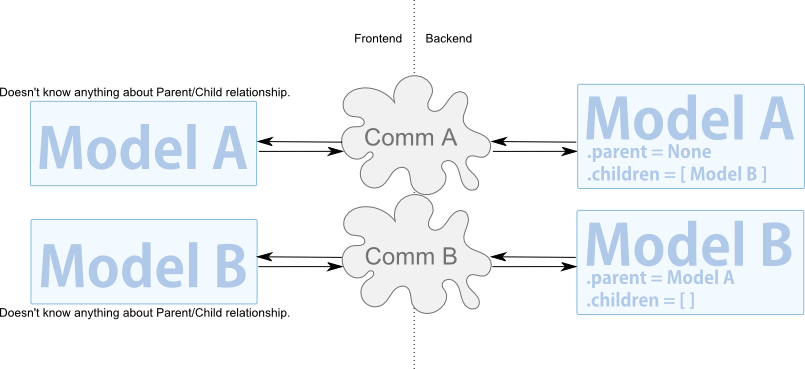 Frontend Backend
Doesn't know anything about Parent/Child relationship.
Model A
Comm A
Model A
.parent = None
.children = [ Model B ]
Model B
Comm B
Model B
.parent = Model A
.children = [ ]
Doesn't know anything about Parent/Child relationship.